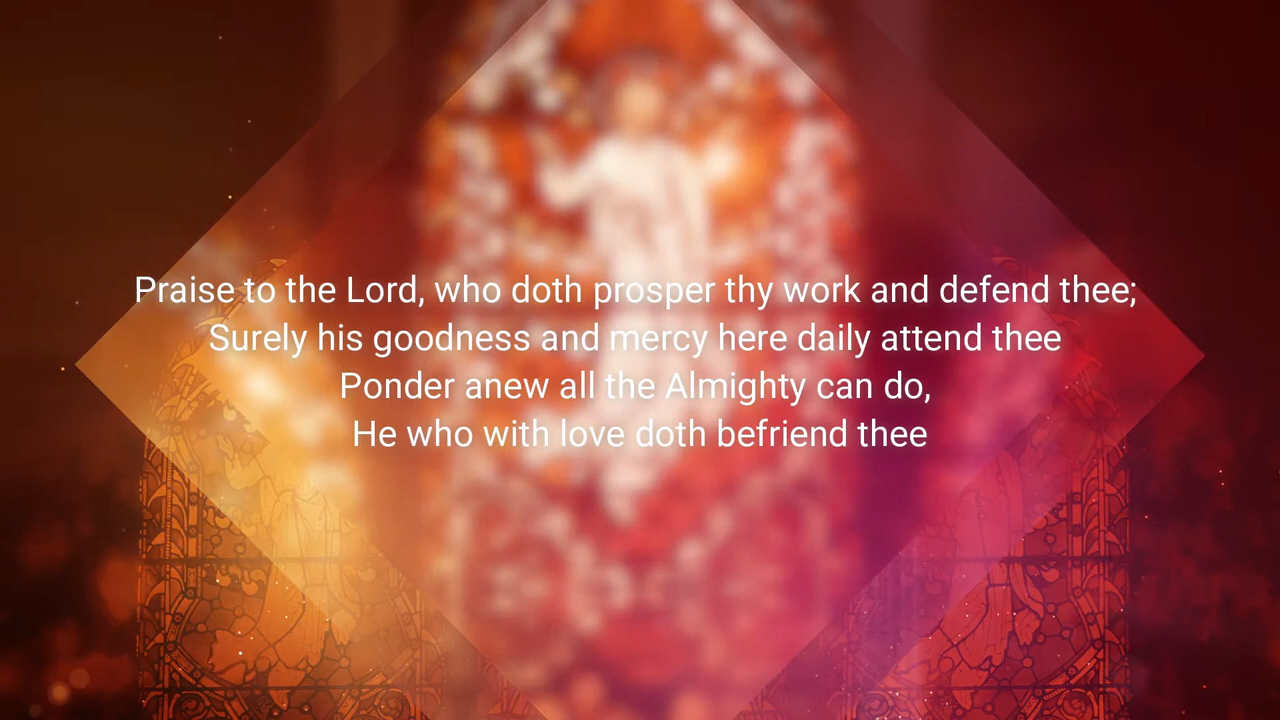 Praise to the Lord, who doth prosper thy work and defend thee;
Surely his goodness and mercy here daily attend thee
Ponder anew all the Almighty can do,
He who with love doth befriend thee